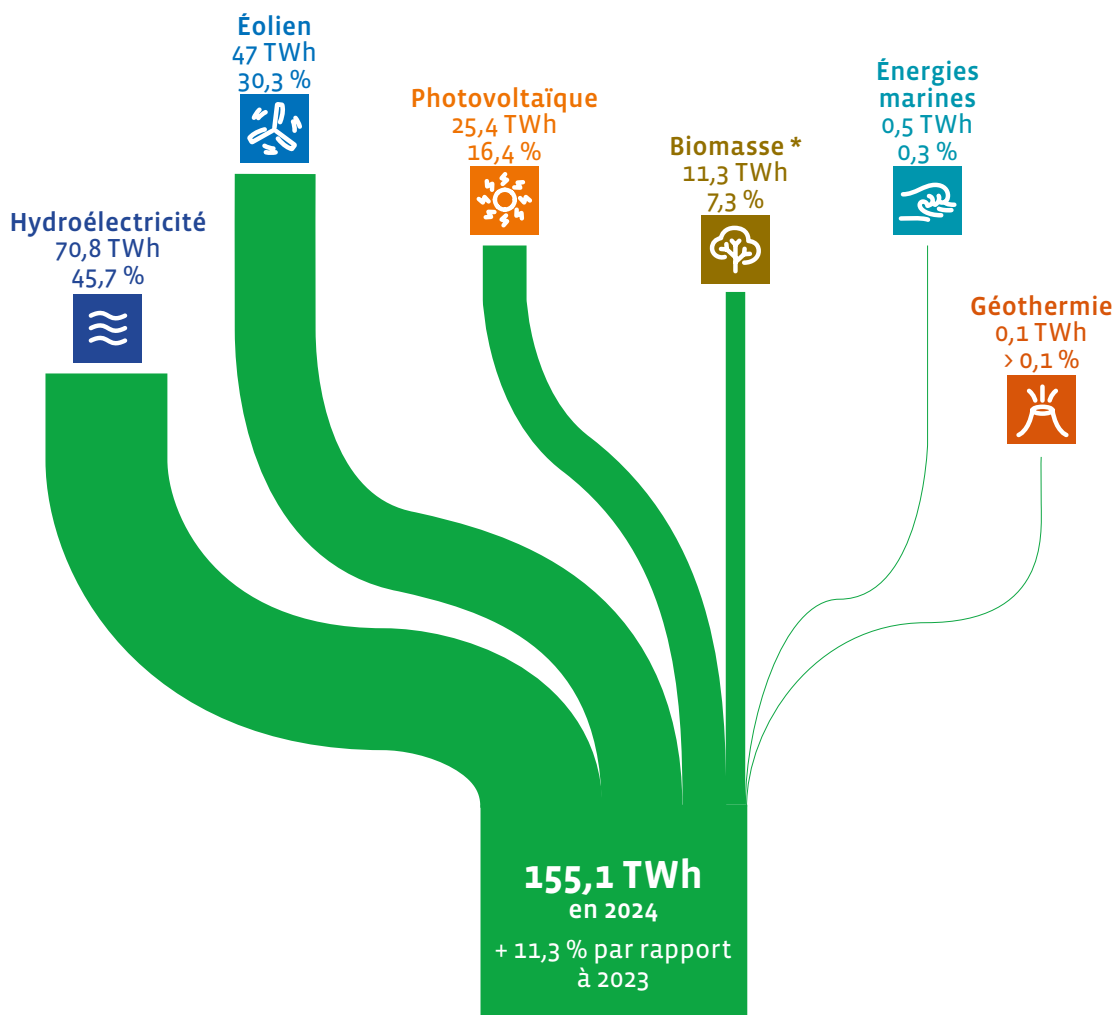 Éolien
47 TWh
30,3 %
Énergies
marines
0,5 TWh
0,3 %
Photovoltaïque
25,4 TWh
16,4 %
Biomasse *
11,3 TWh
7,3 %
Hydroélectricité
70,8 TWh
45,7 %
Géothermie
0,1 TWh
> 0,1 %
155,1 TWh
en 2024
+ 11,3 % par rapport
à 2023